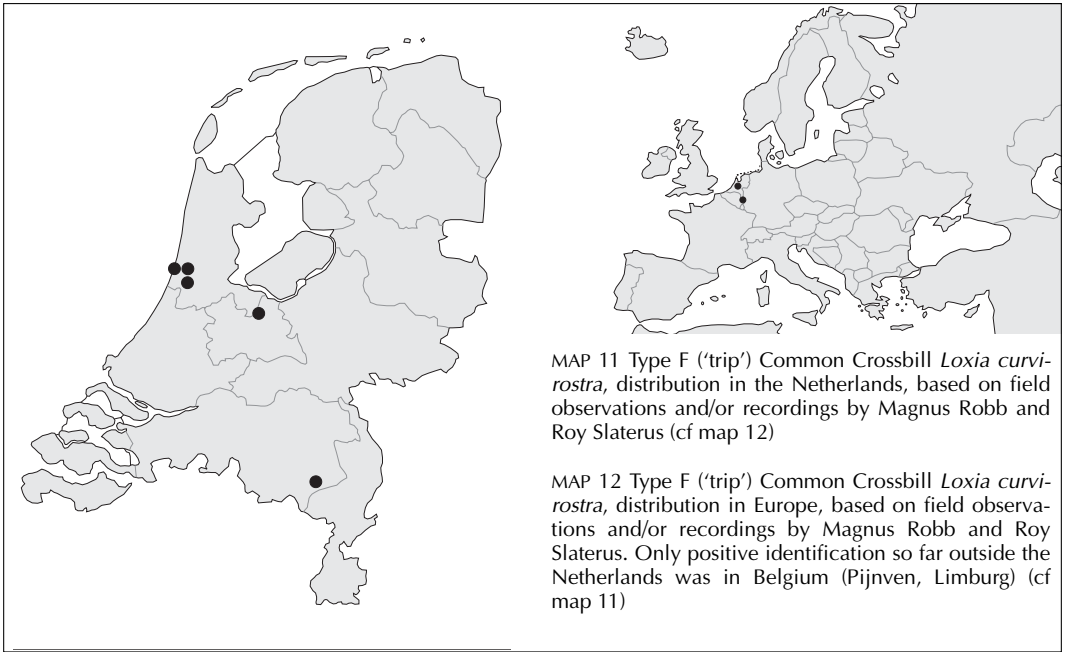 MAP 11 Type F (‘trip’) Common Crossbill Loxia curvi-
rostra, distribution in the Netherlands, based on field
observations and/or recordings by Magnus Robb and
Roy Slaterus (cf map 12)
MAP 12 Type F (‘trip’) Common Crossbill Loxia curvi-
rostra, distribution in Europe, based on field observa-
tions and/or recordings by Magnus Robb and Roy
Slaterus. Only positive identification so far outside the
Netherlands was in Belgium (Pijnven, Limburg) (cf
map 11)